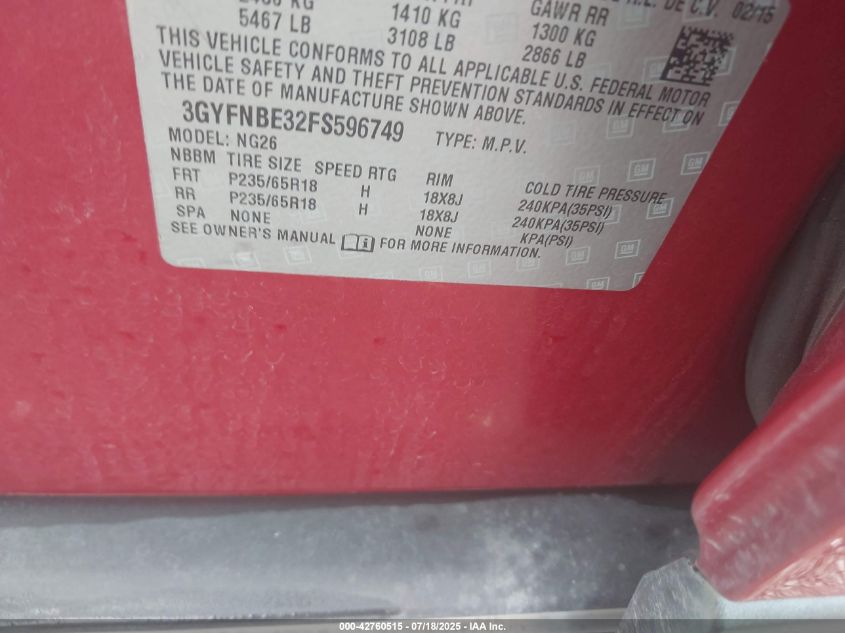 5467 LB 1410 KG GAWR RR DE C.V. 02/15
3108 LB 1300 KG
2866 LB
THIS VEHICLE CONFORMS TO ALL APPLICABLE U.S. FEDERAL MOTOR
VEHICLE SAFETY AND THEFT PREVENTION STANDARDS IN EFFECT ON
THE DATE OF MANUFACTURE SHOWN ABOVE.
3GYFNBE32FS596749 TYPE: M.P.V.
MODEL: NG26
NBBM TIRE SIZE SPEED RTG RIM COLD TIRE PRESSURE
FRT P235/65R18 H 18X8J 240KPA(35PSI)
RR P235/65R18 H 18X8J 240KPA(35PSI)
SPA NONE NONE KPA(PSI)
SEE OWNER'S MANUAL i FOR MORE INFORMATION.
GM
000-42760515 - 07/18/2025 - IAA Inc.